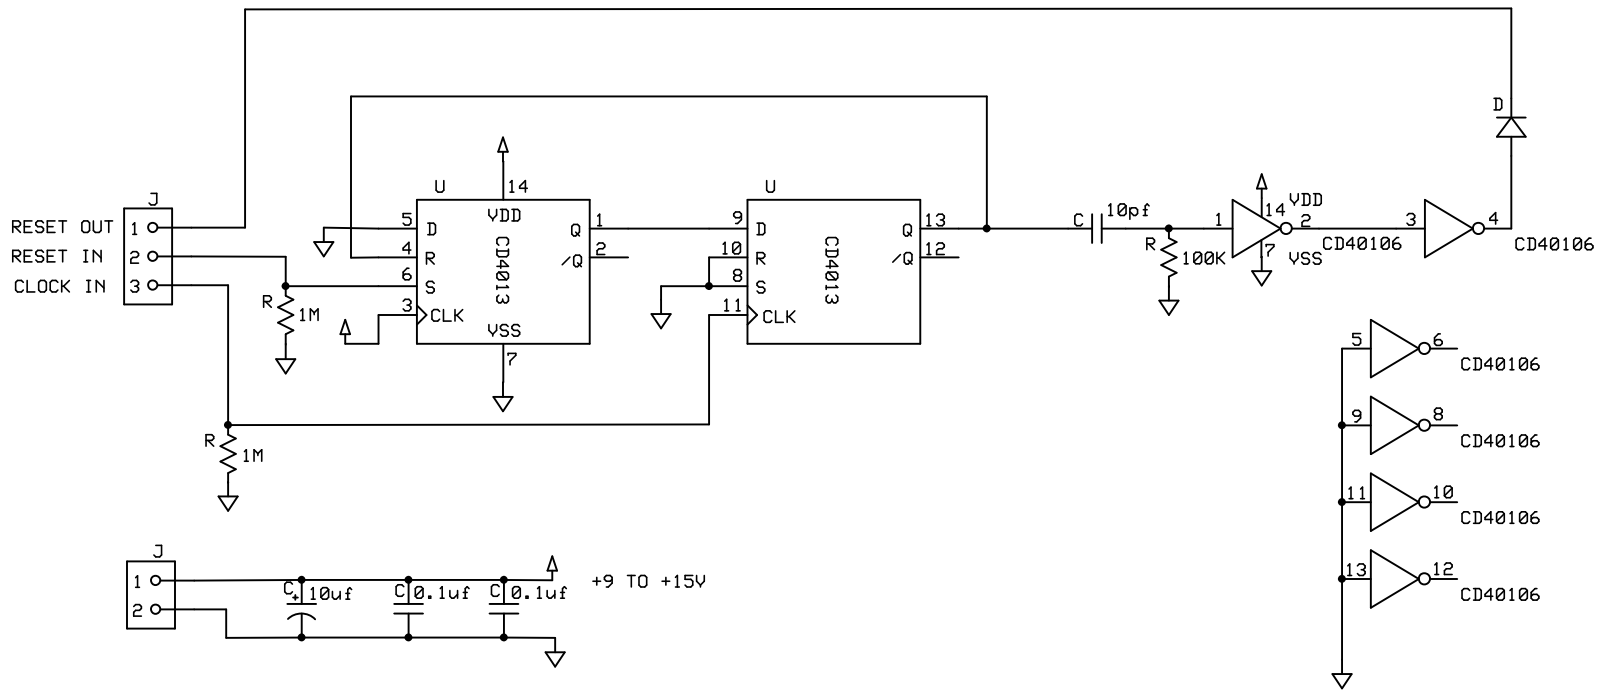 D
J
U
14
VDD
U
RESET OUT
1
RESET IN
2
CLOCK IN
3
5
D
4
R
6
S
3
CLK
CD4013
Q
1
/Q
2
VSS
7
9
D
10
R
8
S
11
CLK
CD4013
Q
13
/Q
12
C
10pf
R
100K
1
14
VDD
2
7
VSS
CD40106
3
4
CD40106
R
1M
R
1M
5
6
CD40106
9
8
CD40106
11
10
CD40106
13
12
CD40106
J
1
2
C
+
10uf
C
0.1uf
C
0.1uf
+9 TO +15V